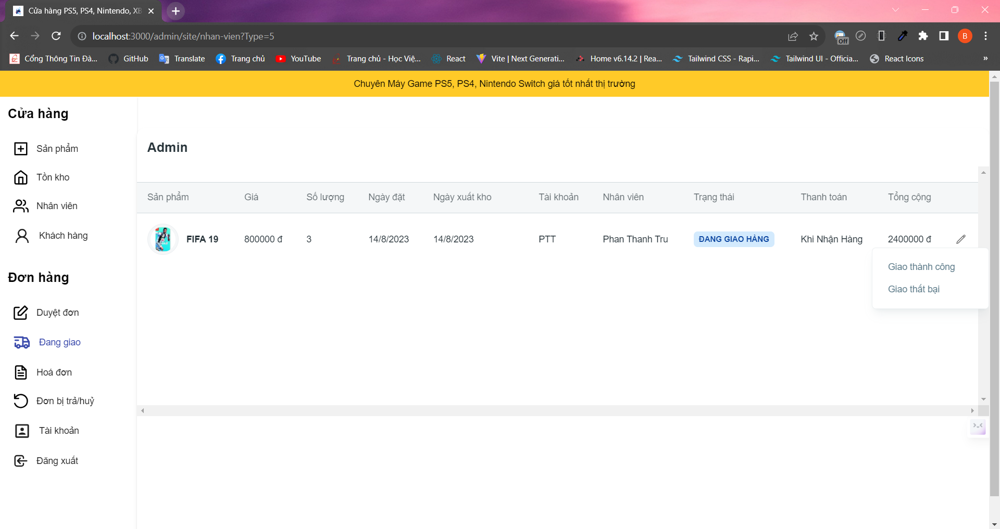 Cửa hàng PS5, PS4, Nintendo, XB
localhost:3000/admin/site/nhan-vien?Type=5
Off
B
Cổng Thông Tin Đà... GitHub Translate Trang chủ YouTube Trang chủ - Học Việ... React Vite | Next Generati... Home v6.14.2 | Rea... Tailwind CSS - Rapi... Tailwind UI - Officia... React Icons »
Chuyên Máy Game PS5, PS4, Nintendo Switch giá tốt nhất thị trường
Cửa hàng
Sản phẩm
Tồn kho
Nhân viên
Khách hàng
Đơn hàng
Duyệt đơn
Đang giao
Hoá đơn
Đơn bị trả/huỷ
Tài khoản
Đăng xuất
Admin
Sản phẩm Giá Số lượng Ngày đặt Ngày xuất kho Tài khoản Nhân viên Trạng thái Thanh toán Tổng cộng
FIFA 19 800000 đ 3 14/8/2023 14/8/2023 PTT Phan Thanh Tru ĐANG GIAO HÀNG Khi Nhận Hàng 2400000 đ
Giao thành công
Giao thất bại